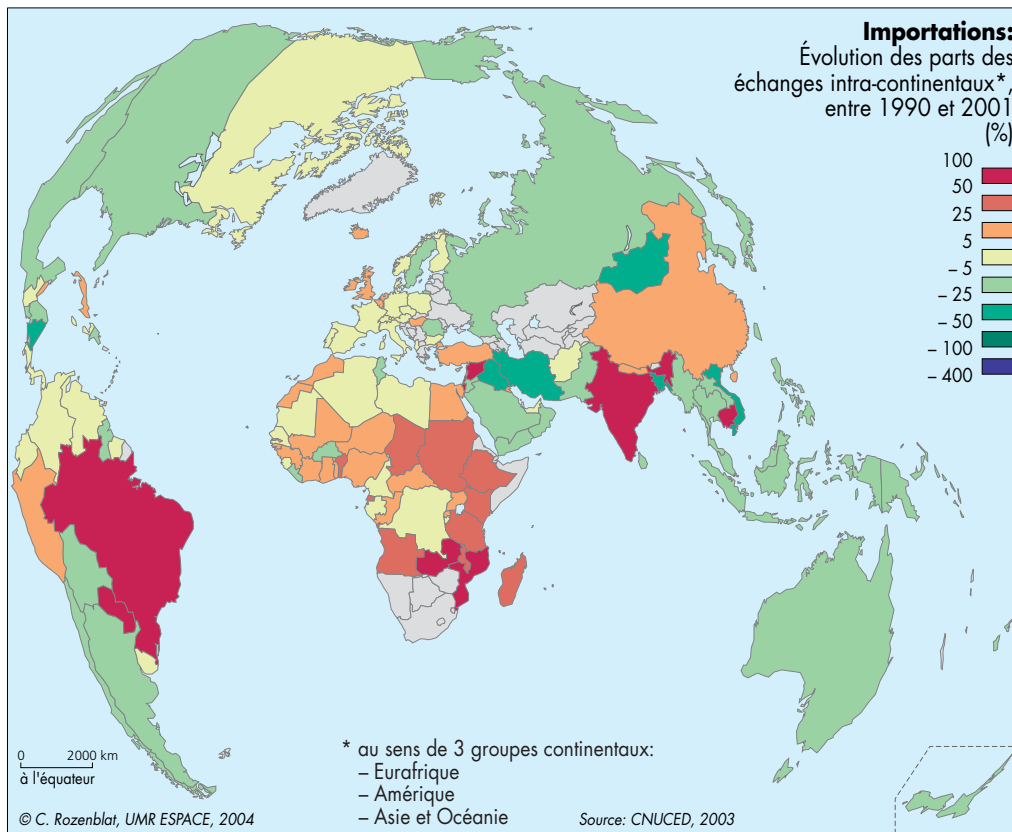 Importations:
Évolution des parts des
échanges intra-continentaux*,
entre 1990 et 2001
(%)
100
50
25
5
– 5
– 25
– 50
– 100
– 400
0 2000 km
à l'équateur
* au sens de 3 groupes continentaux:
– Eurafrique
– Amérique
– Asie et Océanie
© C. Rozenblat, UMR ESPACE, 2004
Source: CNUCED, 2003